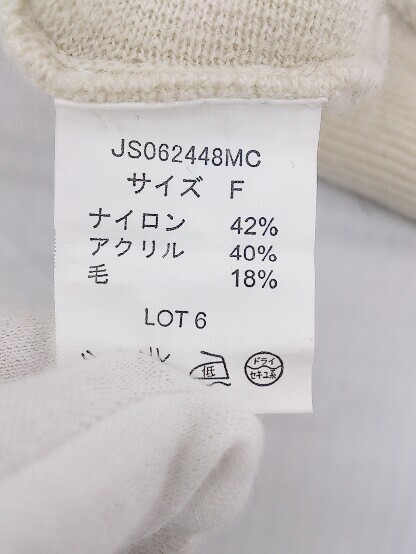 JS062448MC
サイズ F
ナイロン 42%
アクリル 40%
毛 18%
LOT 6
低
ドライ
セキユ系